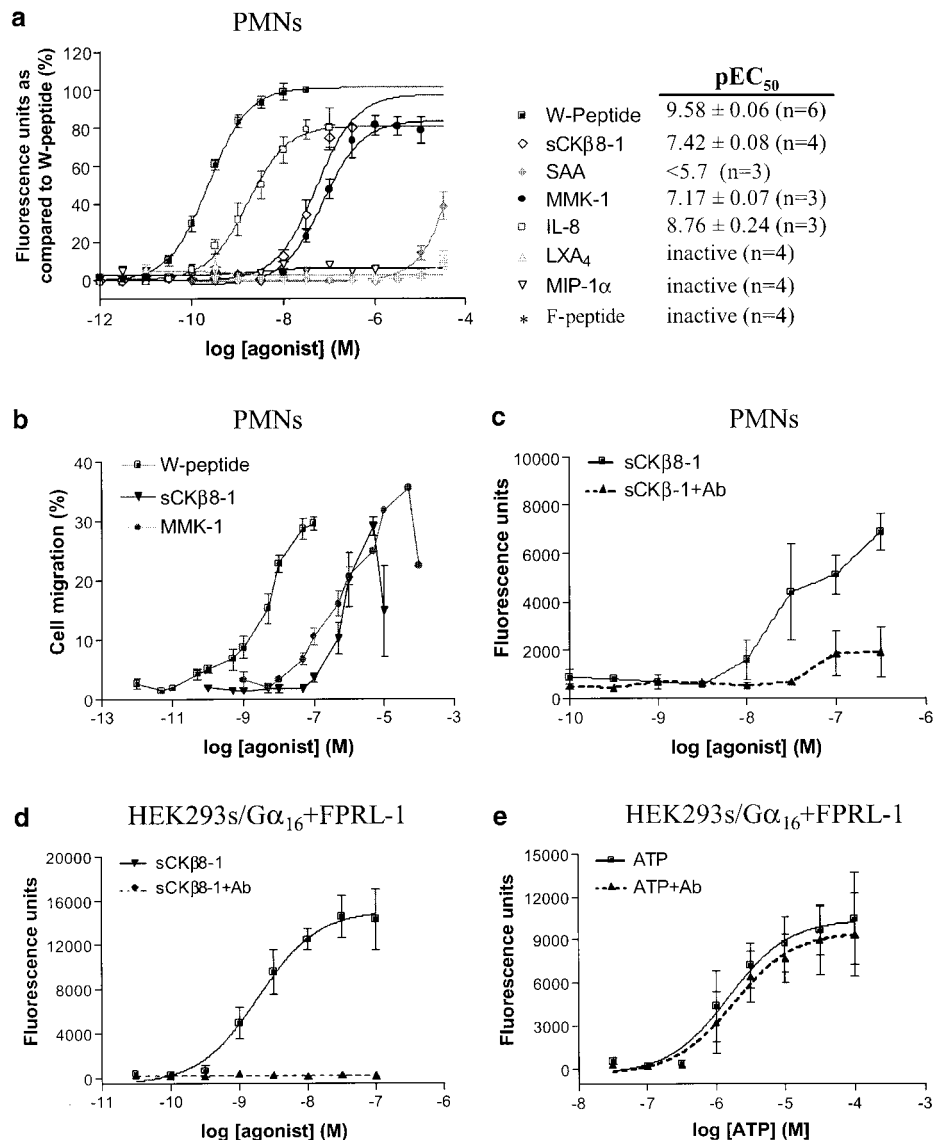 a
PMNs
Fluorescence units as
compared to W-peptide (%)
120
100
80
60
40
20
0
-12
-10
-8
-6
-4
log [agonist] (M)
pEC50
W-Peptide 9.58 ± 0.06 (n=6)
sCKβ8-1 7.42 ± 0.08 (n=4)
SAA <5.7 (n=3)
MMK-1 7.17 ± 0.07 (n=3)
IL-8 8.76 ± 0.24 (n=3)
LXA4 inactive (n=4)
MIP-1α inactive (n=4)
F-peptide inactive (n=4)
b
PMNs
W-peptide
sCKβ8-1
MMK-1
Cell migration (%)
40
30
20
10
0
-13
-11
-9
-7
-5
-3
log [agonist] (M)
c
PMNs
sCKβ8-1
sCKβ-1+Ab
Fluorescence units
10000
8000
6000
4000
2000
0
-10
-9
-8
-7
-6
log [agonist] (M)
d
HEK293s/Gα16+FPRL-1
sCKβ8-1
sCKβ8-1+Ab
Fluorescence units
20000
16000
12000
8000
4000
0
-11
-10
-9
-8
-7
-6
log [agonist] (M)
e
HEK293s/Gα16+FPRL-1
ATP
ATP+Ab
Fluorescence units
15000
12000
9000
6000
3000
0
-8
-7
-6
-5
-4
-3
log [ATP] (M]